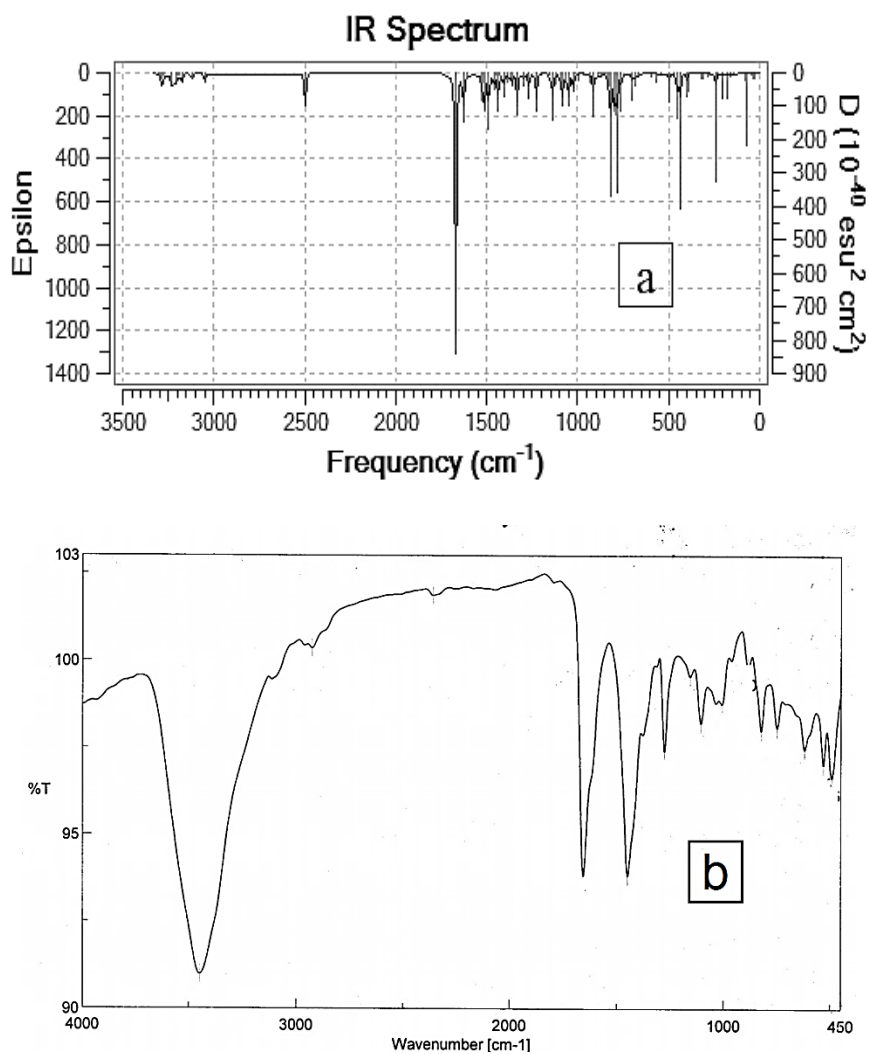 IR Spectrum
0
200
400
600
800
1000
1200
1400
Epsilon
0
100
200
300
400
500
600
700
800
900
D (10⁻⁴⁰ esu² cm²)
a
3500 3000 2500 2000 1500 1000 500 0
Frequency (cm⁻¹)
103
100
%T
95
90
b
4000 3000 2000 1000 450
Wavenumber [cm-1]